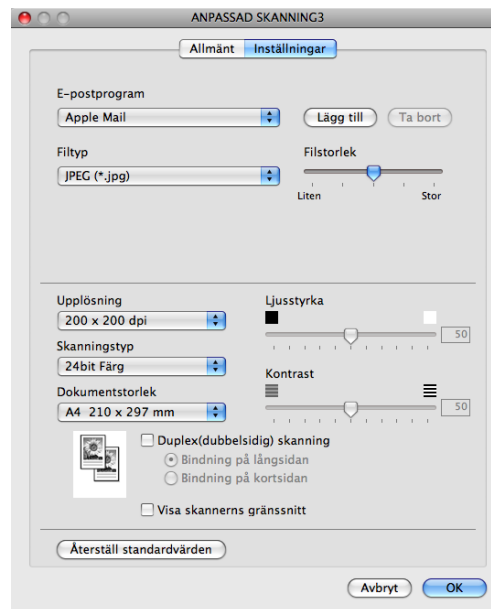 ANPASSAD SKANNING3
Allmänt Inställningar
E-postprogram
Apple Mail Lägg till Ta bort
Filtyp Filstorlek
JPEG (*.jpg)
Liten Stor
Upplösning Ljusstyrka
200 x 200 dpi
50
Skanningstyp
24bit Färg
Kontrast
Dokumentstorlek
A4 210 x 297 mm 50
Duplex(dubbelsidig) skanning
Bindning på långsidan
Bindning på kortsidan
Visa skannerns gränssnitt
Återställ standardvärden
Avbryt OK